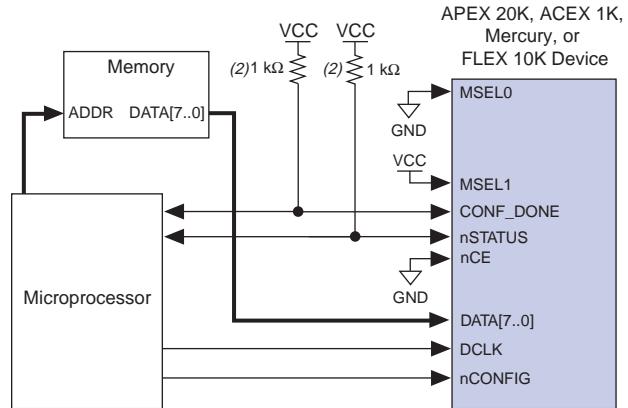 APEX 20K, ACEX 1K,
Mercury, or
FLEX 10K Device
VCC VCC
(2) 1 kΩ (2) 1 kΩ
Memory
ADDR DATA[7..0]
MSEL0
GND
VCC
MSEL1
CONF_DONE
nSTATUS
nCE
GND
Microprocessor
DATA[7..0]
DCLK
nCONFIG